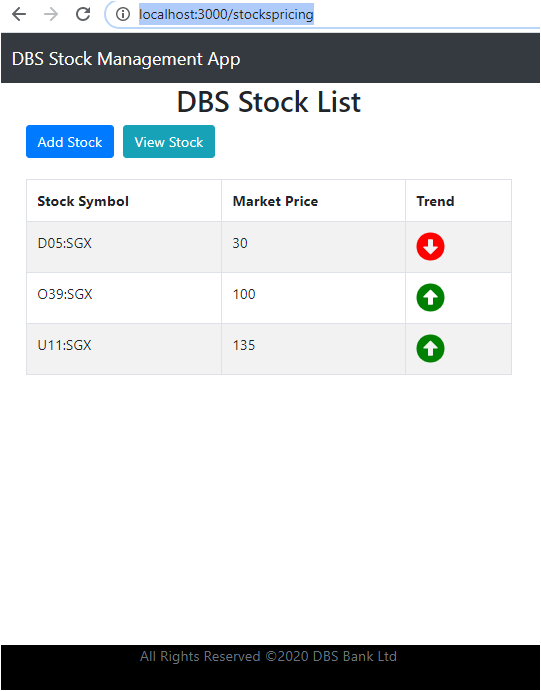 localhost:3000/stockspricing
DBS Stock Management App
DBS Stock List
Add Stock View Stock
Stock Symbol Market Price Trend
D05:SGX 30
O39:SGX 100
U11:SGX 135
All Rights Reserved ©2020 DBS Bank Ltd